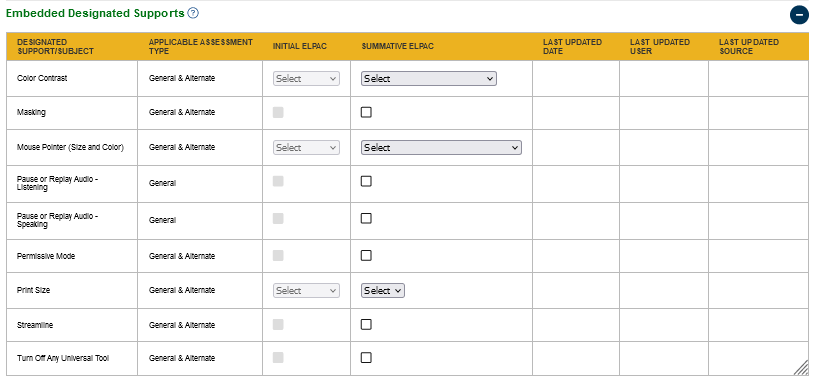 Embedded Designated Supports ?
DESIGNATED SUPPORT/SUBJECT APPLICABLE ASSESSMENT TYPE INITIAL ELPAC SUMMATIVE ELPAC LAST UPDATED DATE LAST UPDATED USER LAST UPDATED SOURCE
Color Contrast General & Alternate Select Select
Masking General & Alternate
Mouse Pointer (Size and Color) General & Alternate Select Select
Pause or Replay Audio - Listening General
Pause or Replay Audio - Speaking General
Permissive Mode General & Alternate
Print Size General & Alternate Select Select
Streamline General & Alternate
Turn Off Any Universal Tool General & Alternate